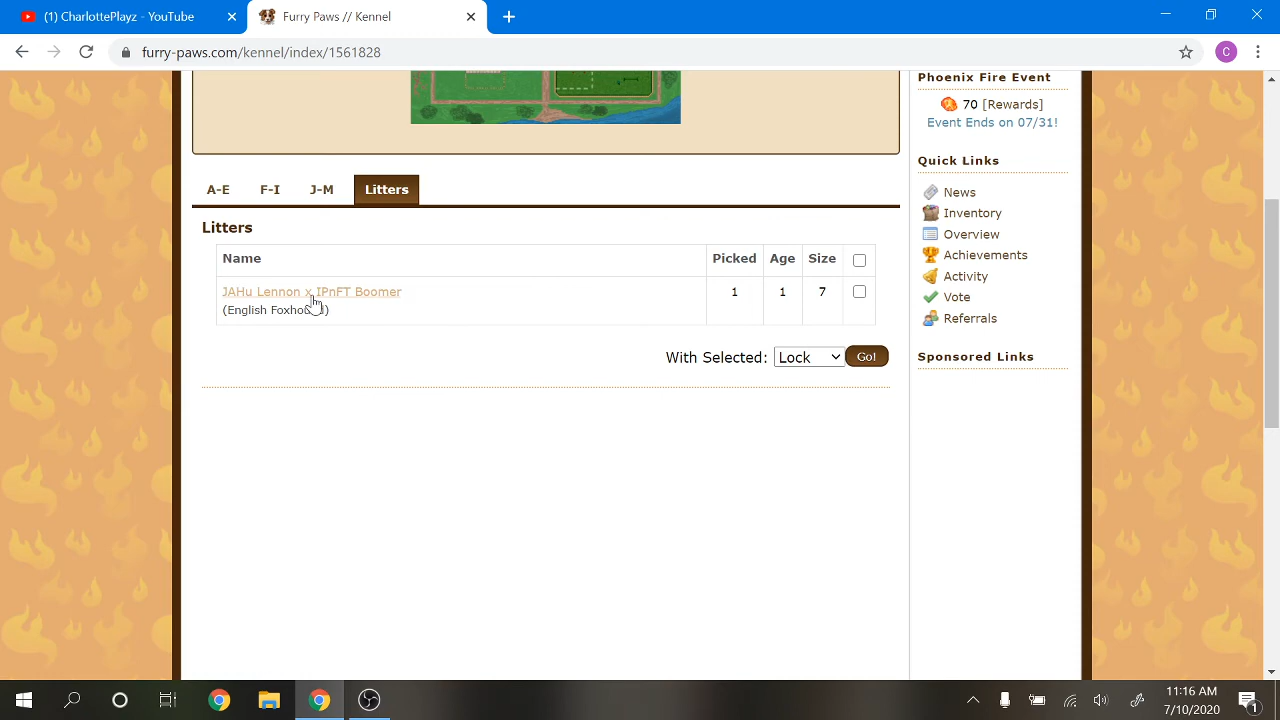 (1) CharlottePlayz - YouTube
Furry Paws // Kennel
furry-paws.com/kennel/index/1561828
C
Phoenix Fire Event
70 [Rewards]
Event Ends on 07/31!
Quick Links
News
Inventory
Overview
Achievements
Activity
Vote
Referrals
Sponsored Links
A-E F-I J-M Litters
Litters
Name Picked Age Size
JAHu Lennon x IPnFT Boomer 1 1 7
(English
With Selected: Lock Go!
11:16 AM
7/10/2020
1